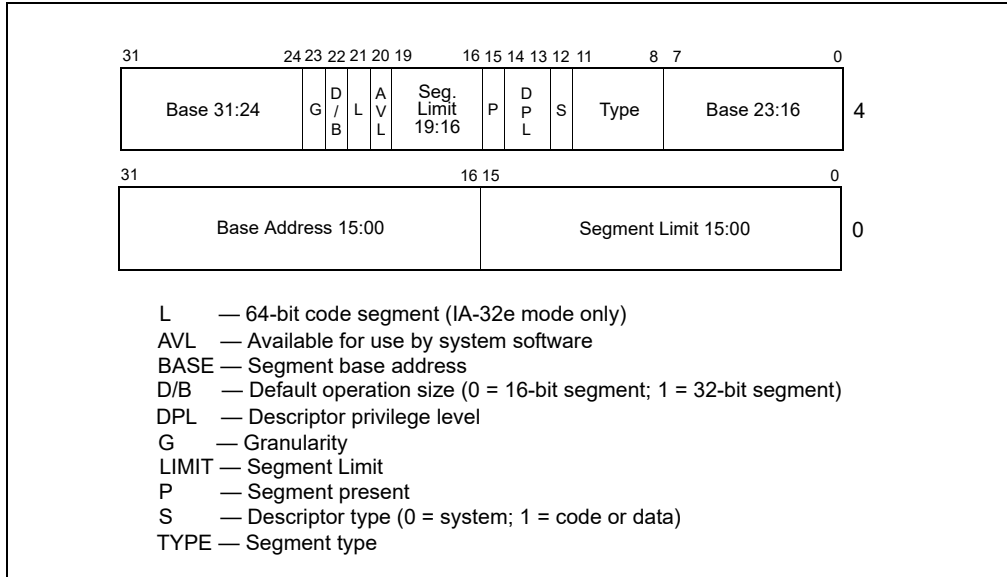 31 24 23 22 21 20 19 16 15 14 13 12 11 8 7 0
Base 31:24 G D/B L AVL Seg. Limit 19:16 P DPL S Type Base 23:16 4
31 16 15 0
Base Address 15:00 Segment Limit 15:00 0
L — 64-bit code segment (IA-32e mode only)
AVL — Available for use by system software
BASE — Segment base address
D/B — Default operation size (0 = 16-bit segment; 1 = 32-bit segment)
DPL — Descriptor privilege level
G — Granularity
LIMIT — Segment Limit
P — Segment present
S — Descriptor type (0 = system; 1 = code or data)
TYPE — Segment type